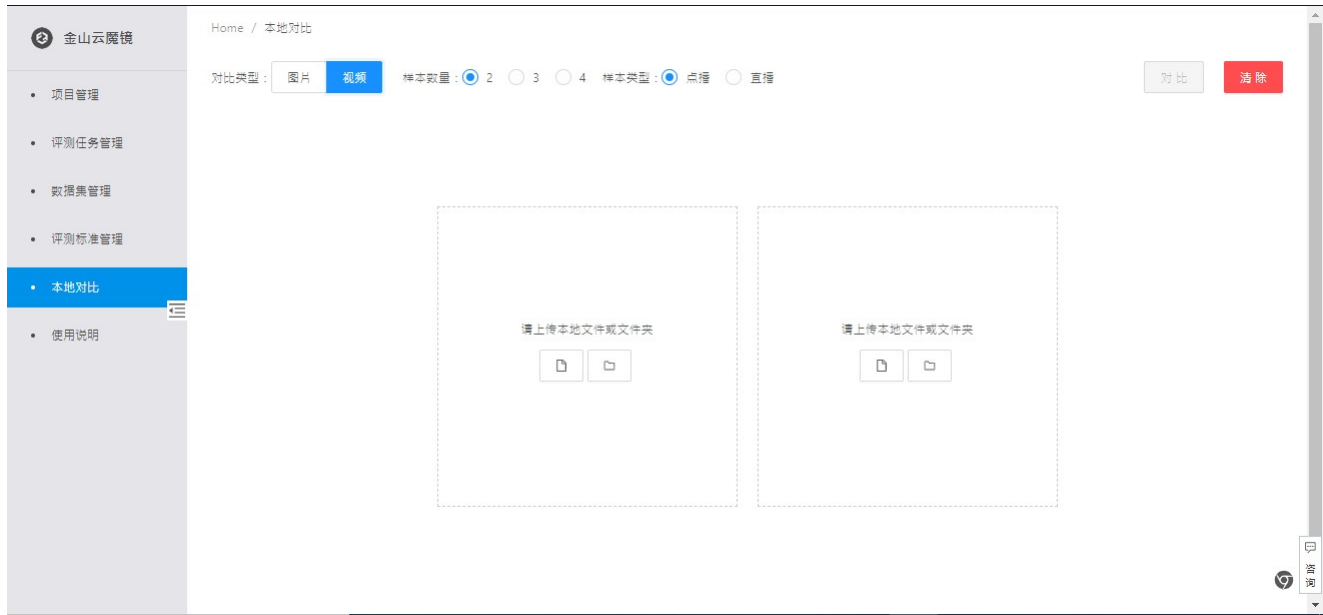 金山云魔镜
Home / 本地对比
对比类型 : 图片 视频 样本数量 : 2 3 4 样本类型 : 点播 直播 对比 清除
• 项目管理
• 评测任务管理
• 数据集管理
• 评测标准管理
• 本地对比
• 使用说明
请上传本地文件或文件夹
请上传本地文件或文件夹
咨询